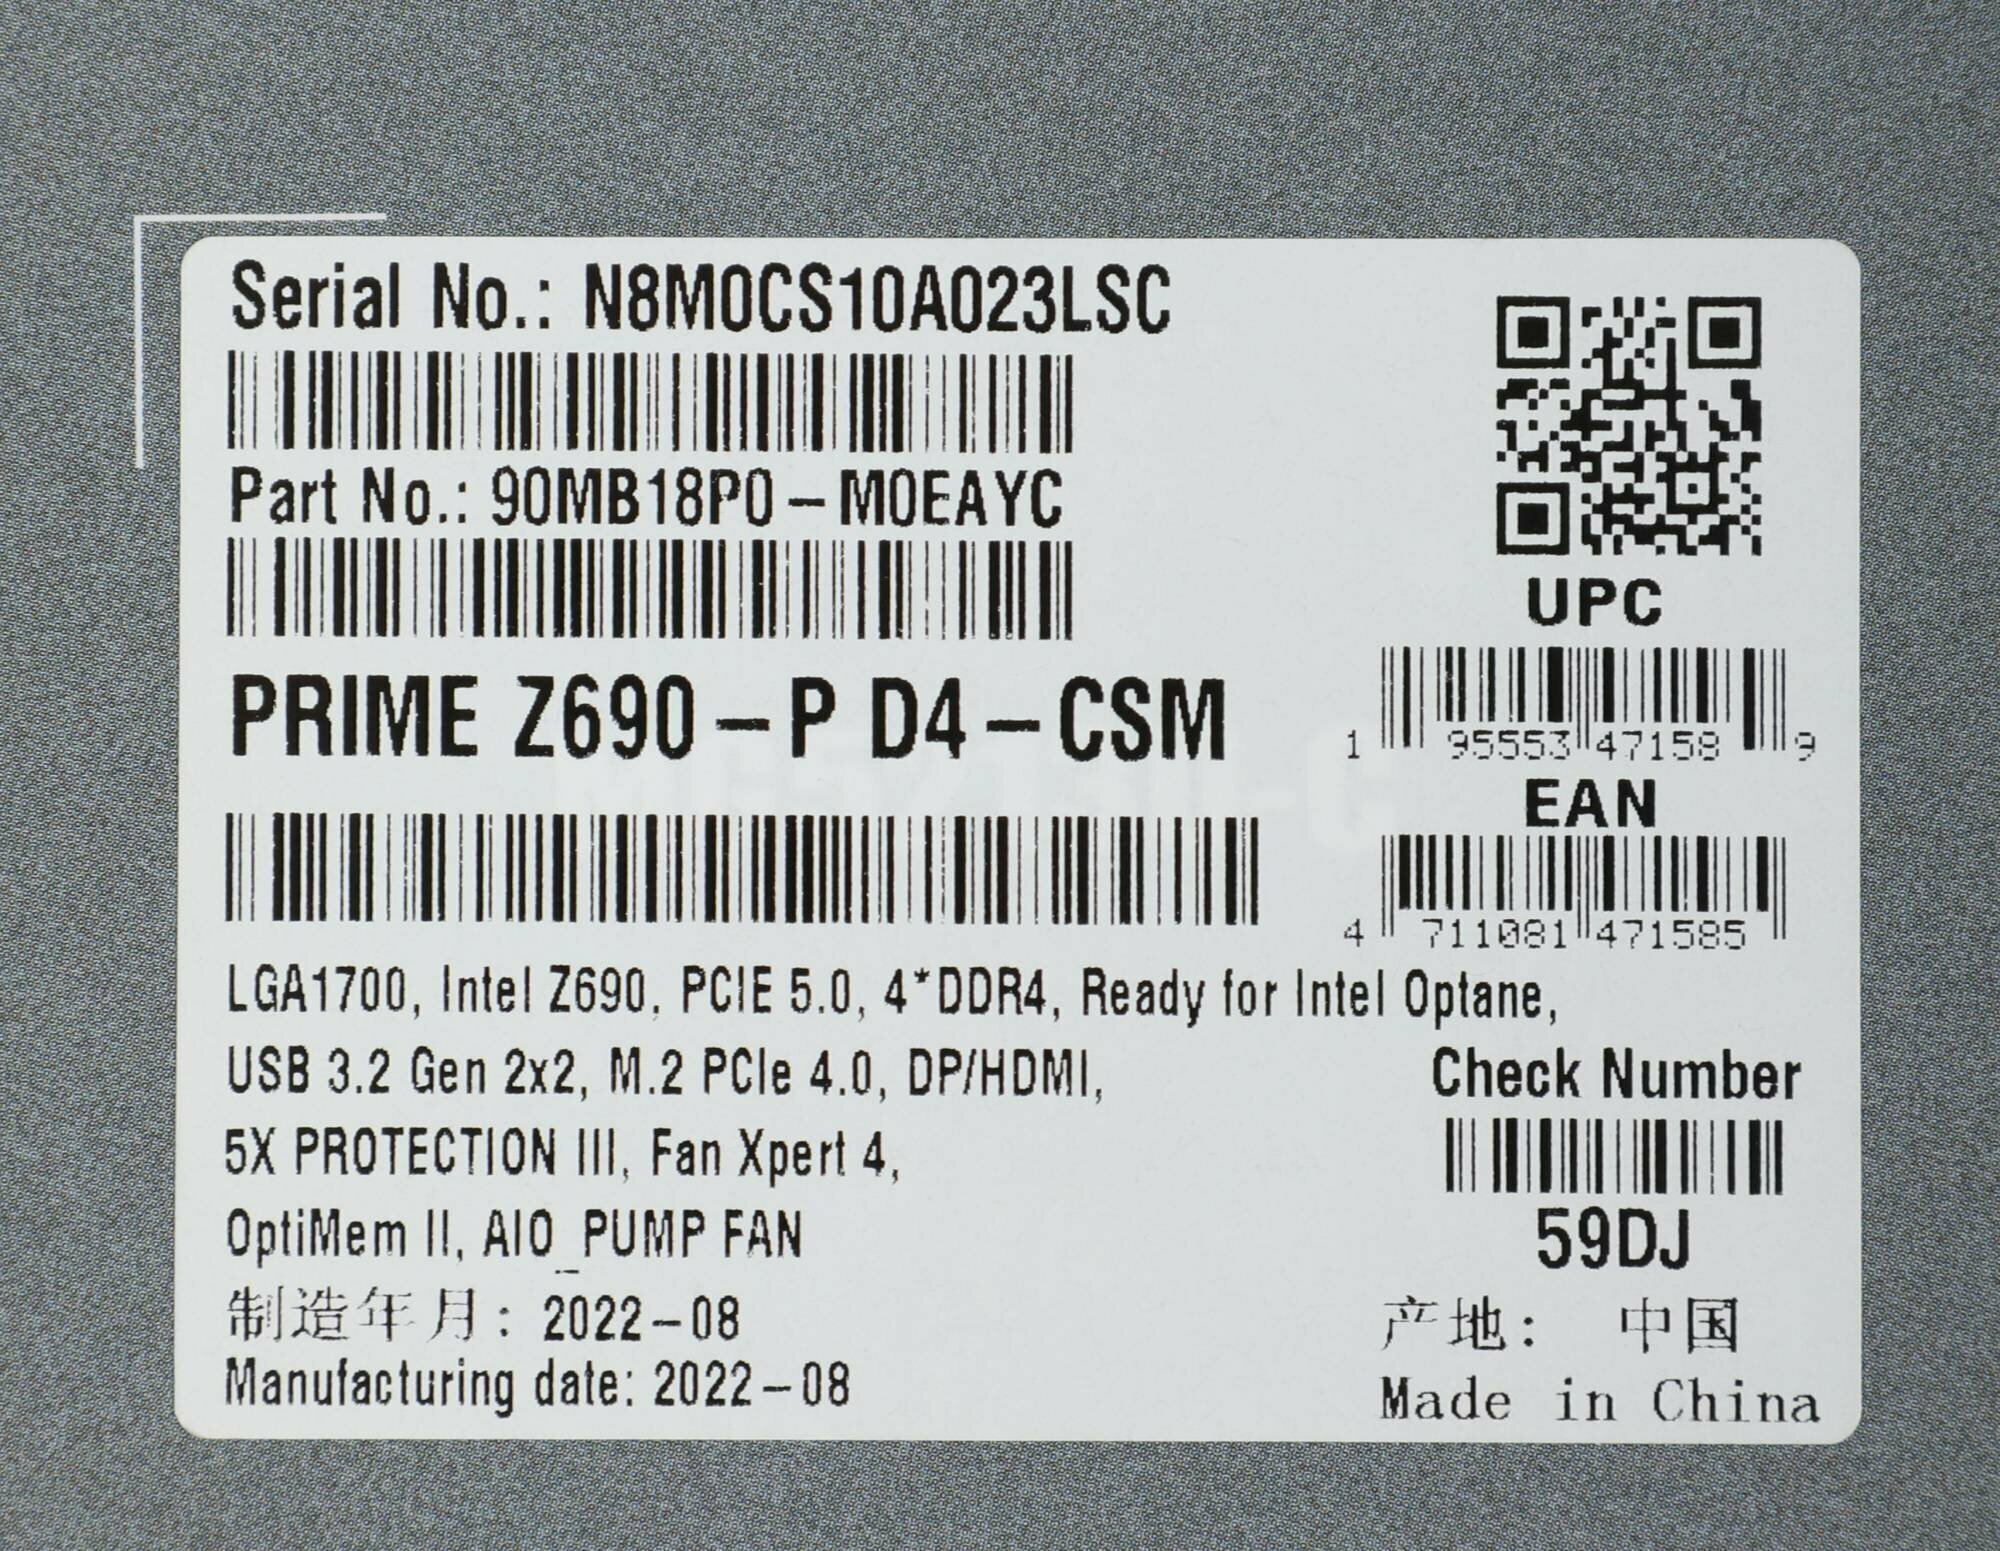 Serial No.: N8M0CS10A023LSC
Part No.: 90MB18P0-M0EAYC
UPC
1 95553 47158 9
PRIME Z690-P D4-CSM
EAN
4 711081 471585
LGA1700, Intel Z690, PCIE 5.0, 4*DDR4, Ready for Intel Optane,
USB 3.2 Gen 2x2, M.2 PCIe 4.0, DP/HDMI,
5X PROTECTION III, Fan Xpert 4,
OptiMem II, AIO_PUMP FAN
Check Number
59DJ
制造年月: 2022-08
Manufacturing date: 2022-08
产地: 中国
Made in China